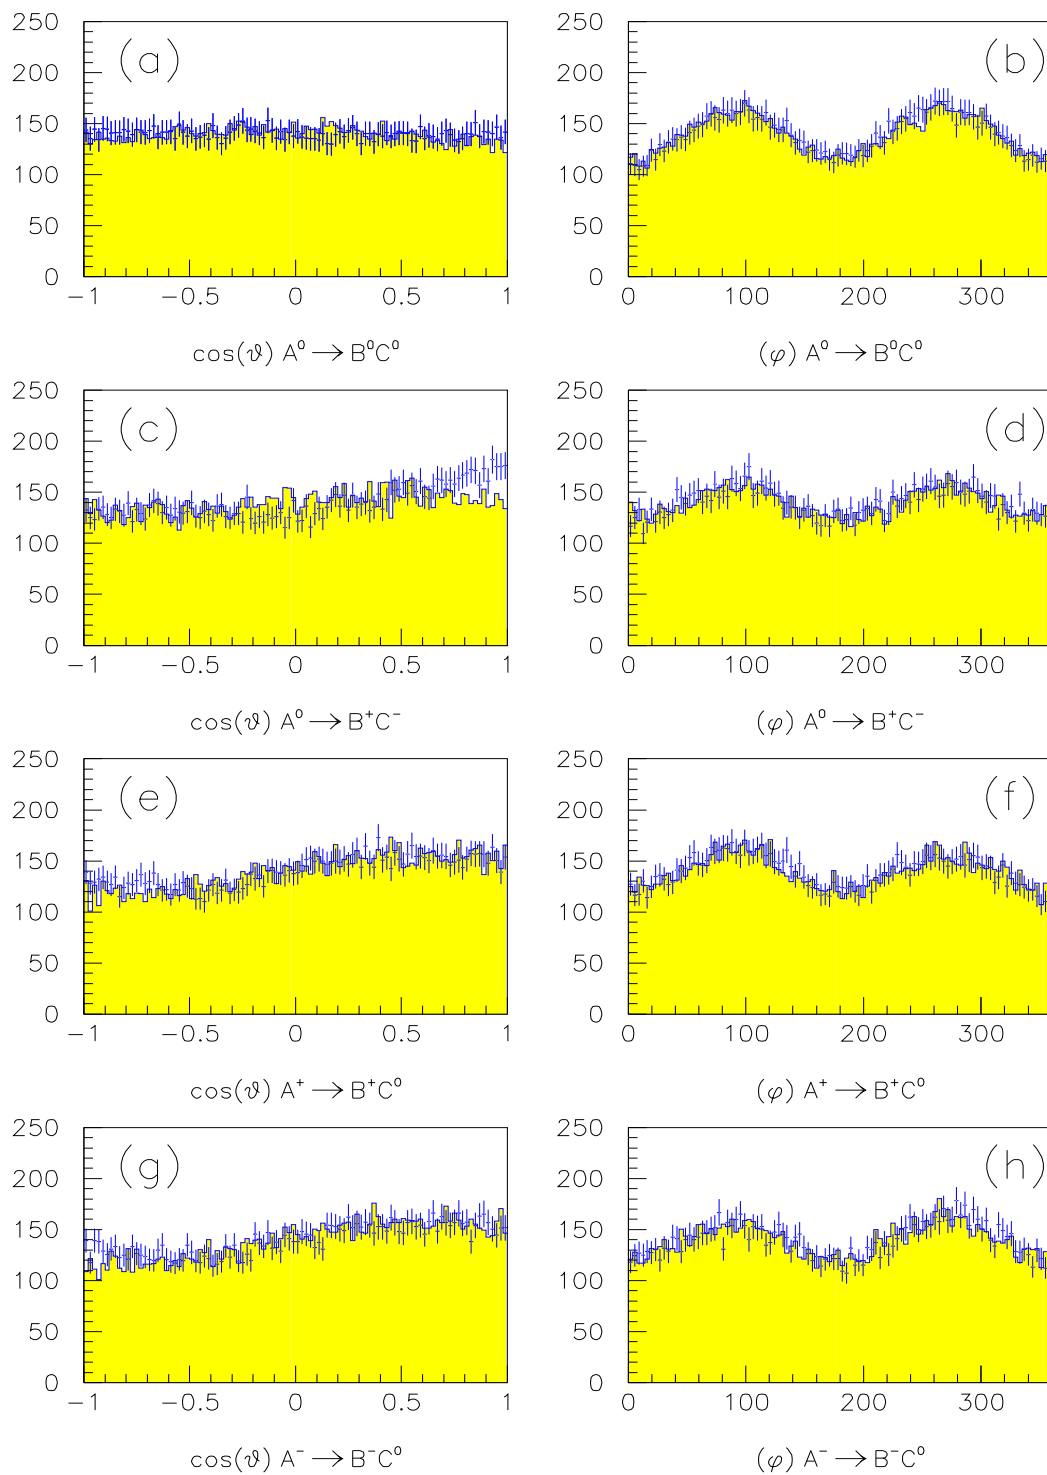 250
(a)
200
150
100
50
0
−1 −0.5 0 0.5 1
cos(ϑ) A⁰ → B⁰C⁰
250
(b)
200
150
100
50
0
0 100 200 300
(φ) A⁰ → B⁰C⁰
250
(c)
200
150
100
50
0
−1 −0.5 0 0.5 1
cos(ϑ) A⁰ → B⁺C⁻
250
(d)
200
150
100
50
0
0 100 200 300
(φ) A⁰ → B⁺C⁻
250
(e)
200
150
100
50
0
−1 −0.5 0 0.5 1
cos(ϑ) A⁺ → B⁺C⁰
250
(f)
200
150
100
50
0
0 100 200 300
(φ) A⁺ → B⁺C⁰
250
(g)
200
150
100
50
0
−1 −0.5 0 0.5 1
cos(ϑ) A⁻ → B⁻C⁰
250
(h)
200
150
100
50
0
0 100 200 300
(φ) A⁻ → B⁻C⁰